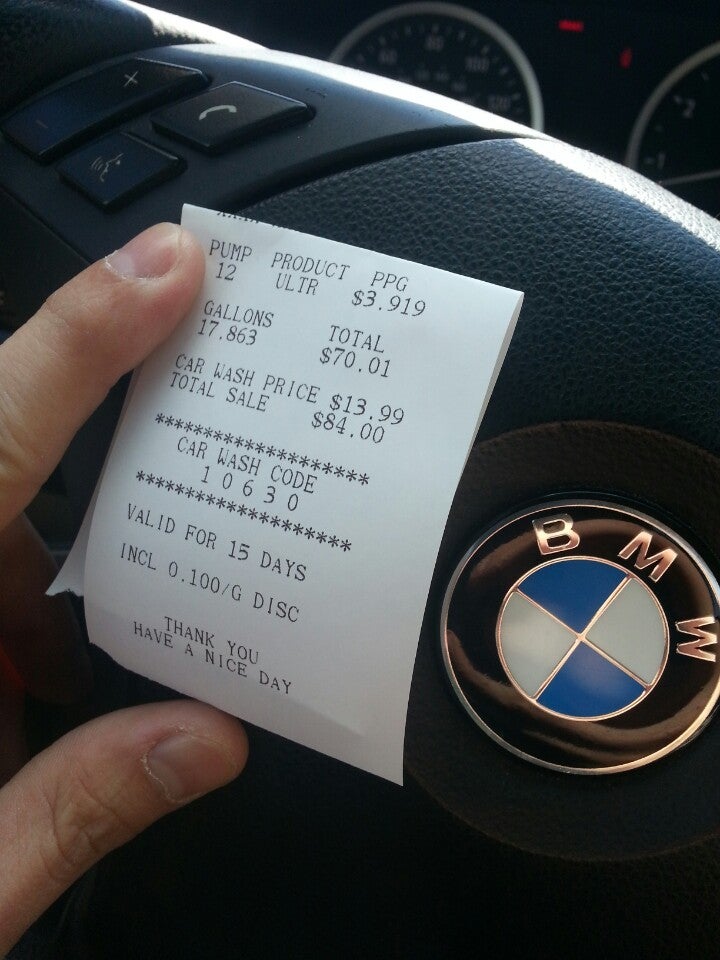 PUMP PRODUCT PPG
12 ULTR $3.919
GALLONS TOTAL
17.863 $70.01
CAR WASH PRICE $13.99
TOTAL SALE $84.00
*******************
CAR WASH CODE
1 0 6 3 0
*******************
VALID FOR 15 DAYS
INCL 0.100/G DISC
THANK YOU
HAVE A NICE DAY
BMW